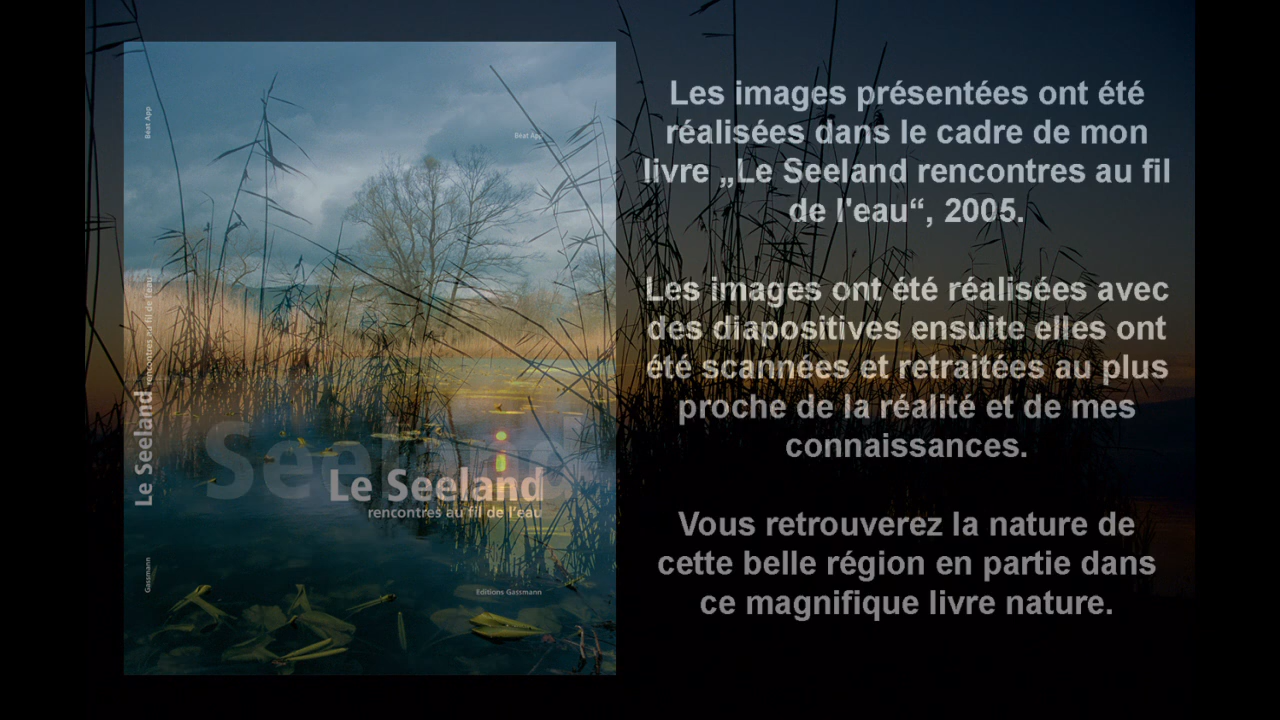 Béat App
Béat App
Le Seeland rencontres au fil de l'eau
Seeland
Le Seeland
rencontres au fil de l'eau
Gassmann
Editions Gassmann
Les images présentées ont été
réalisées dans le cadre de mon
livre „Le Seeland rencontres au fil
de l'eau“, 2005.
Les images ont été réalisées avec
des diapositives ensuite elles ont
été scannées et retraitées au plus
proche de la réalité et de mes
connaissances.
Vous retrouverez la nature de
cette belle région en partie dans
ce magnifique livre nature.